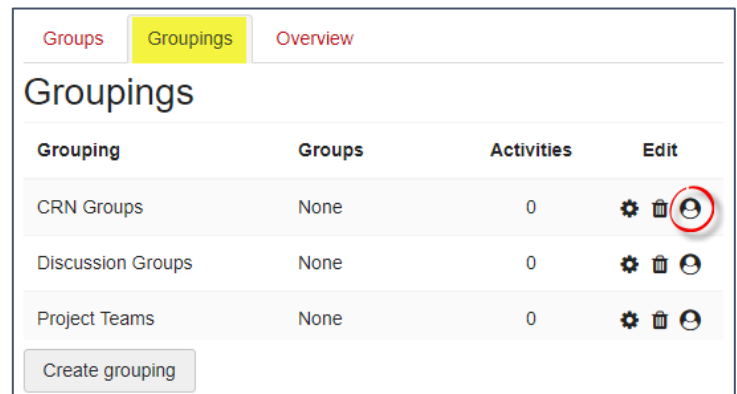 Groups Groupings Overview
Groupings
Grouping Groups Activities Edit
CRN Groups None 0
Discussion Groups None 0
Project Teams None 0
Create grouping